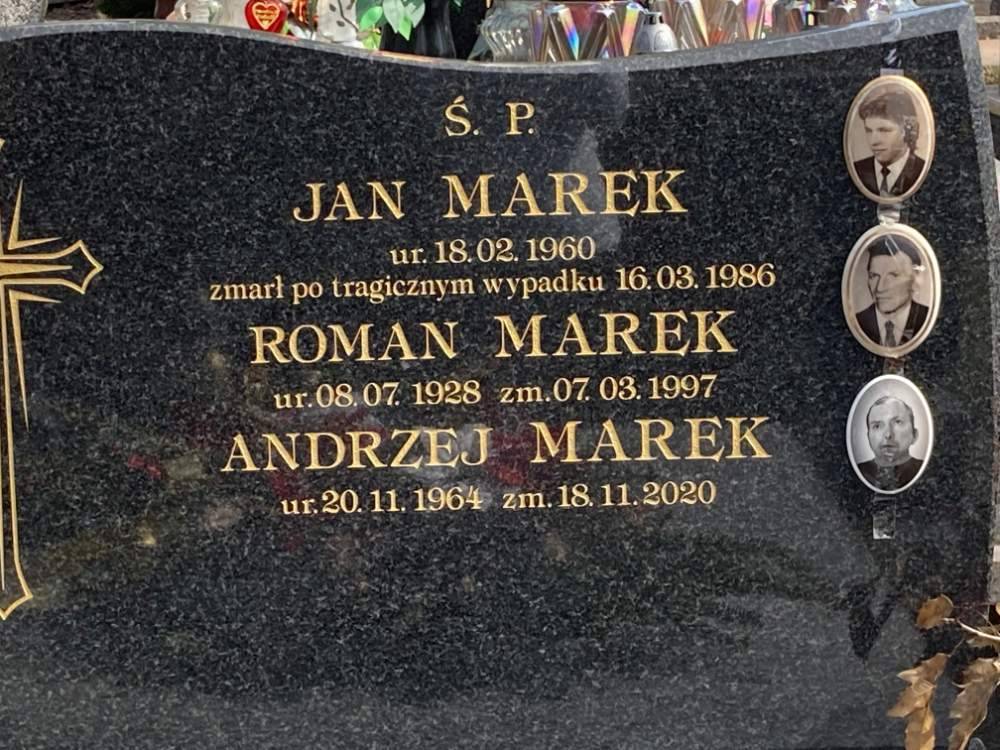 Ś. P.
JAN MAREK
ur. 18.02. 1960
zmarł po tragicznym wypadku 16.03. 1986
ROMAN MAREK
ur. 08.07. 1928 zm. 07. 03. 1997
ANDRZEJ MAREK
ur. 20. 11. 1964 zm. 18. 11. 2020